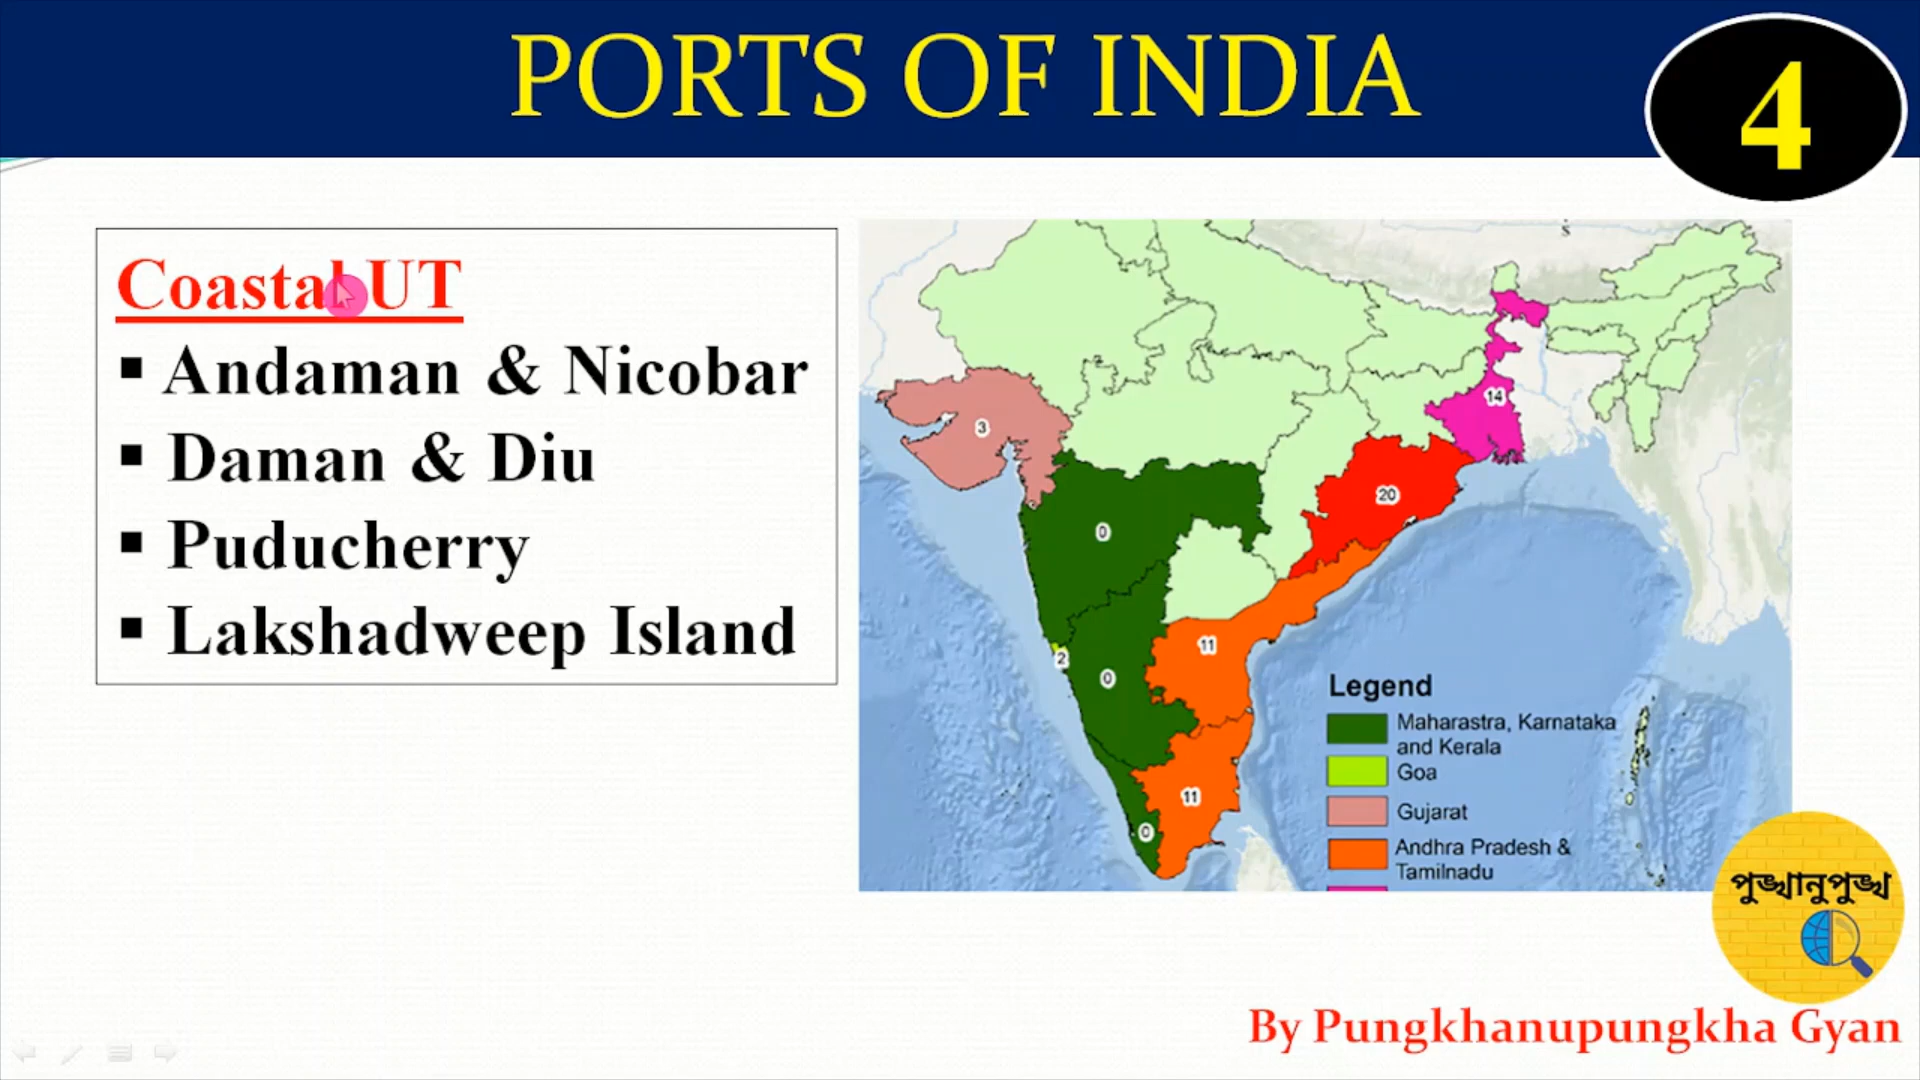 PORTS OF INDIA
4
Coastal UT
▪ Andaman & Nicobar
▪ Daman & Diu
▪ Puducherry
▪ Lakshadweep Island
S
14
3
20
0
11
2
0
11
0
Legend
Maharastra, Karnataka
and Kerala
Goa
Gujarat
Andhra Pradesh &
Tamilnadu
পুঙ্খানুপুঙ্খ
By Pungkhanupungkha Gyan